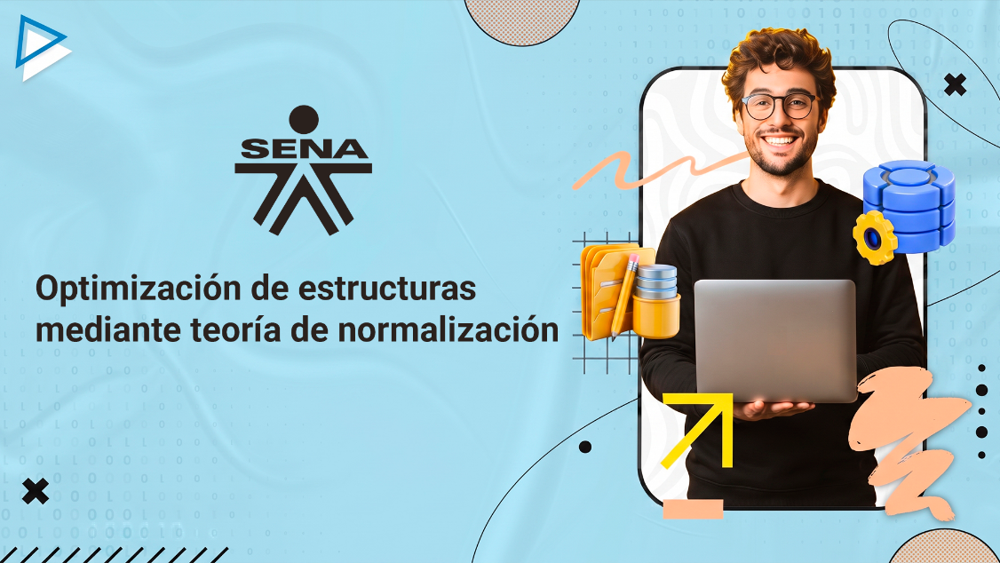 SENA
Optimización de estructuras
mediante teoría de normalización